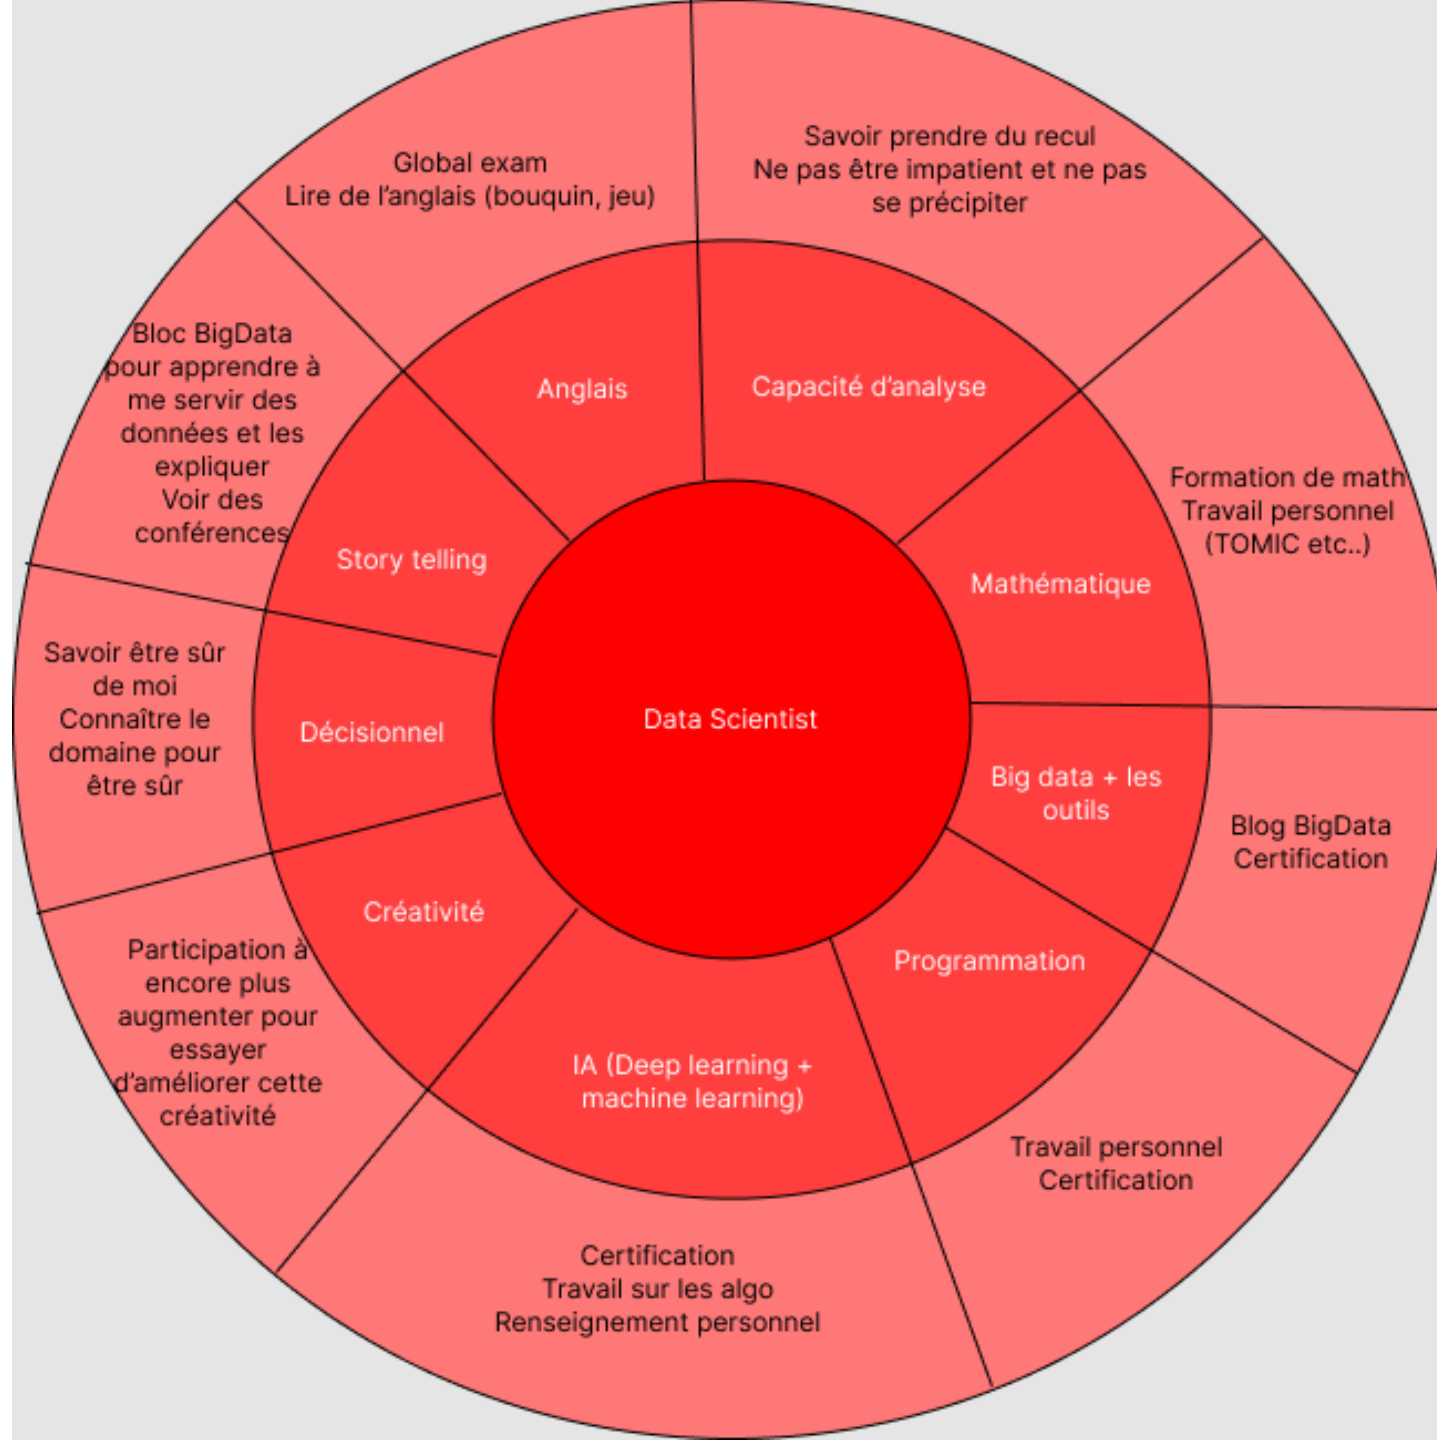 Global exam
Lire de l'anglais (bouquin, jeu)
Savoir prendre du recul
Ne pas être impatient et ne pas
se précipiter
Bloc BigData
pour apprendre à
me servir des
données et les
expliquer
Voir des
conférences
Anglais
Capacité d'analyse
Formation de math
Travail personnel
(TOMIC etc..)
Story telling
Mathématique
Savoir être sûr
de moi
Connaître le
domaine pour
être sûr
Décisionnel
Data Scientist
Big data + les
outils
Blog BigData
Certification
Créativité
Programmation
Participation à
encore plus
augmenter pour
essayer
d'améliorer cette
créativité
IA (Deep learning +
machine learning)
Travail personnel
Certification
Certification
Travail sur les algo
Renseignement personnel